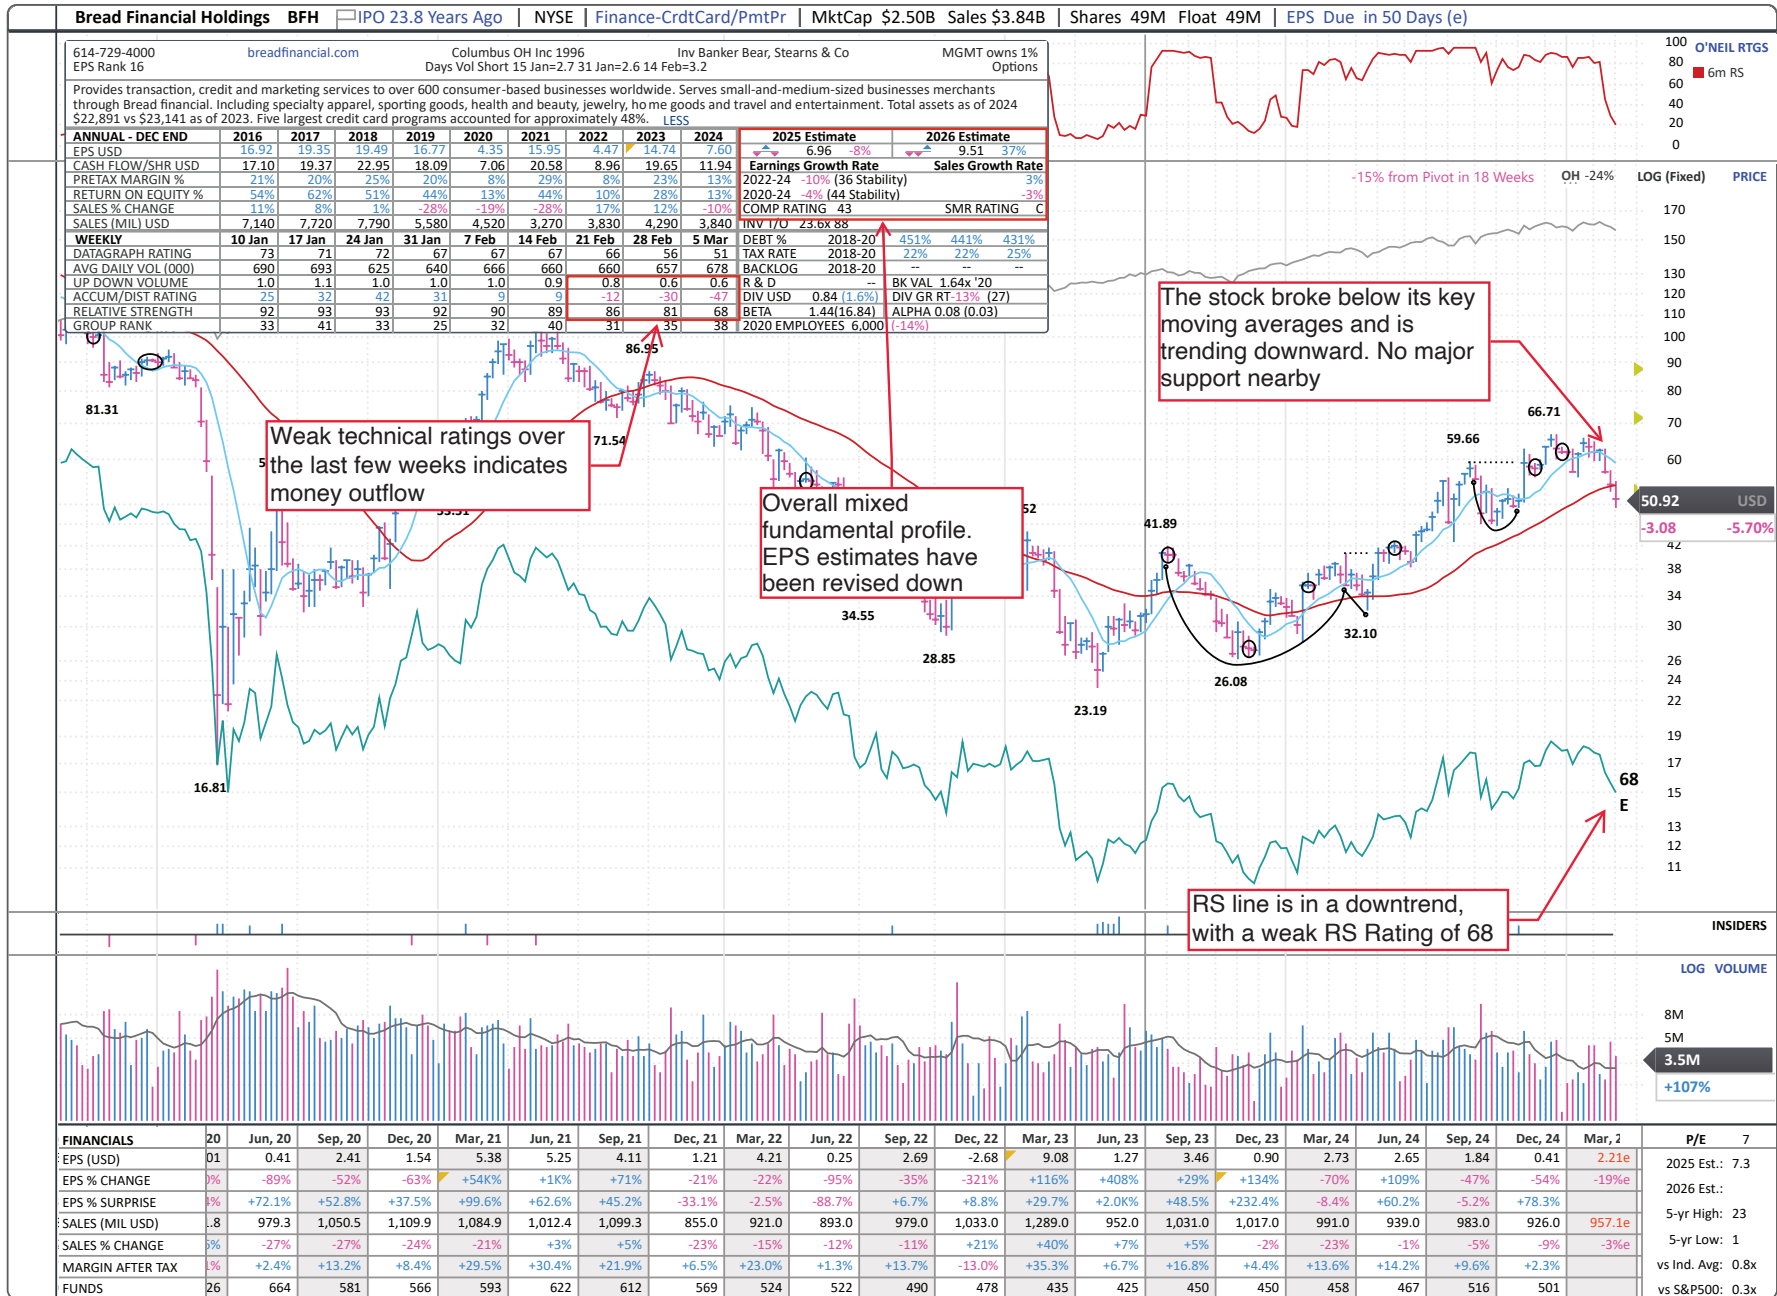 Bread Financial Holdings BFH IPO 23.8 Years Ago | NYSE | Finance-CrdtCard/PmtPr | MktCap $2.50B Sales $3.84B | Shares 49M Float 49M | EPS Due in 50 Days (e)
614-729-4000 breadfinancial.com Columbus OH Inc 1996 Inv Banker Bear, Stearns & Co MGMT owns 1%
EPS Rank 16 Days Vol Short 15 Jan=2.7 31 Jan=2.6 14 Feb=3.2 Options
Provides transaction, credit and marketing services to over 600 consumer-based businesses worldwide. Serves small-and-medium-sized businesses merchants
through Bread financial. Including specialty apparel, sporting goods, health and beauty, jewelry, home goods and travel and entertainment. Total assets as of 2024
$22,891 vs $23,141 as of 2023. Five largest credit card programs accounted for approximately 48%. LESS
ANNUAL - DEC END 2016 2017 2018 2019 2020 2021 2022 2023 2024 2025 Estimate 2026 Estimate
EPS USD 16.92 19.35 19.49 16.77 4.35 15.95 4.47 14.74 7.60 6.96 -8% 9.51 37%
CASH FLOW/SHR USD 17.10 19.37 22.95 18.09 7.06 20.58 8.96 19.65 11.94 Earnings Growth Rate Sales Growth Rate
PRETAX MARGIN % 21% 20% 25% 20% 8% 29% 8% 23% 13% 2022-24 -10% (36 Stability) 3%
RETURN ON EQUITY % 54% 62% 51% 44% 13% 44% 10% 28% 13% 2020-24 -4% (44 Stability) -3%
SALES % CHANGE 11% 8% 1% -28% -19% -28% 17% 12% -10% COMP RATING 43 SMR RATING C
SALES (MIL) USD 7,140 7,720 7,790 5,580 4,520 3,270 3,830 4,290 3,840 INV T/O 23.6x 88
WEEKLY 10 Jan 17 Jan 24 Jan 31 Jan 7 Feb 14 Feb 21 Feb 28 Feb 5 Mar DEBT % 2018-20 451% 441% 431%
DATAGRAPH RATING 73 71 72 67 67 67 66 56 51 TAX RATE 2018-20 22% 22% 25%
AVG DAILY VOL (000) 690 693 625 640 666 660 660 657 678 BACKLOG 2018-20 -- -- --
UP DOWN VOLUME 1.0 1.1 1.0 1.0 1.0 0.9 0.8 0.6 0.6 R & D -- BK VAL 1.64x '20
ACCUM/DIST RATING 25 32 42 31 9 9 -12 -30 -47 DIV USD 0.84 (1.6%) DIV GR RT-13% (27)
RELATIVE STRENGTH 92 93 93 92 90 89 86 81 68 BETA 1.44(16.84) ALPHA 0.08 (0.03)
GROUP RANK 33 41 33 25 32 40 31 35 38 2020 EMPLOYEES 6,000 (-14%)
100 O'NEIL RTGS
80 6m RS
60
40
20
0
-15% from Pivot in 18 Weeks OH -24% LOG (Fixed) PRICE
170
150
130
120
110
100
90
80
70
60
50.92 USD
-3.08 -5.70%
42
38
34
30
26
24
22
19
17
15
13
12
11
The stock broke below its key
moving averages and is
trending downward. No major
support nearby
Weak technical ratings over
the last few weeks indicates
money outflow
Overall mixed
fundamental profile.
EPS estimates have
been revised down
81.31
86.95
71.54
16.81
34.55
28.85
23.19
41.89
26.08
32.10
59.66
66.71
68
E
RS line is in a downtrend,
with a weak RS Rating of 68
INSIDERS
LOG VOLUME
8M
5M
3.5M
+107%
FINANCIALS 20 Jun, 20 Sep, 20 Dec, 20 Mar, 21 Jun, 21 Sep, 21 Dec, 21 Mar, 22 Jun, 22 Sep, 22 Dec, 22 Mar, 23 Jun, 23 Sep, 23 Dec, 23 Mar, 24 Jun, 24 Sep, 24 Dec, 24 Mar, 2
EPS (USD) 01 0.41 2.41 1.54 5.38 5.25 4.11 1.21 4.21 0.25 2.69 -2.68 9.08 1.27 3.46 0.90 2.73 2.65 1.84 0.41 2.21e
EPS % CHANGE % -89% -52% -63% +54K% +1K% +71% -21% -22% -95% -35% -321% +116% +408% +29% +134% -70% +109% -47% -54% -19%e
EPS % SURPRISE % +72.1% +52.8% +37.5% +99.6% +62.6% +45.2% -33.1% -2.5% -88.7% +6.7% +8.8% +29.7% +2.0K% +48.5% +232.4% -8.4% +60.2% -5.2% +78.3%
SALES (MIL USD) .8 979.3 1,050.5 1,109.9 1,084.9 1,012.4 1,099.3 855.0 921.0 893.0 979.0 1,033.0 1,289.0 952.0 1,031.0 1,017.0 991.0 939.0 983.0 926.0 957.1e
SALES % CHANGE % -27% -27% -24% -21% +3% +5% -23% -15% -12% -11% +21% +40% +7% +5% -2% -23% -1% -5% -9% -3%e
MARGIN AFTER TAX % +2.4% +13.2% +8.4% +29.5% +30.4% +21.9% +6.5% +23.0% +1.3% +13.7% -13.0% +35.3% +6.7% +16.8% +4.4% +13.6% +14.2% +9.6% +2.3%
FUNDS 26 664 581 566 593 622 612 569 524 522 490 478 435 425 450 450 458 467 516 501
P/E 7
2025 Est.: 7.3
2026 Est.:
5-yr High: 23
5-yr Low: 1
vs Ind. Avg: 0.8x
vs S&P500: 0.3x